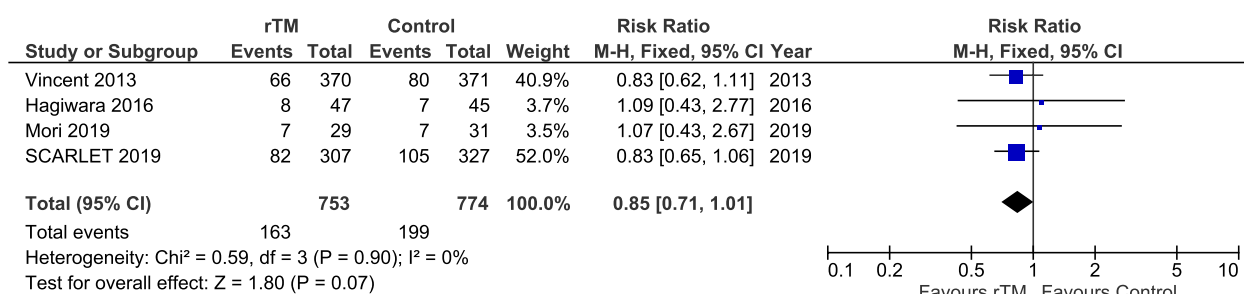 rTM Control Risk Ratio Risk Ratio
Study or Subgroup Events Total Events Total Weight M-H, Fixed, 95% CI Year M-H, Fixed, 95% CI
Vincent 2013 66 370 80 371 40.9% 0.83 [0.62, 1.11] 2013
Hagiwara 2016 8 47 7 45 3.7% 1.09 [0.43, 2.77] 2016
Mori 2019 7 29 7 31 3.5% 1.07 [0.43, 2.67] 2019
SCARLET 2019 82 307 105 327 52.0% 0.83 [0.65, 1.06] 2019
Total (95% CI) 753 774 100.0% 0.85 [0.71, 1.01]
Total events 163 199
Heterogeneity: Chi² = 0.59, df = 3 (P = 0.90); I² = 0%
Test for overall effect: Z = 1.80 (P = 0.07)
0.1 0.2 0.5 1 2 5 10
Favours rTM Favours Control